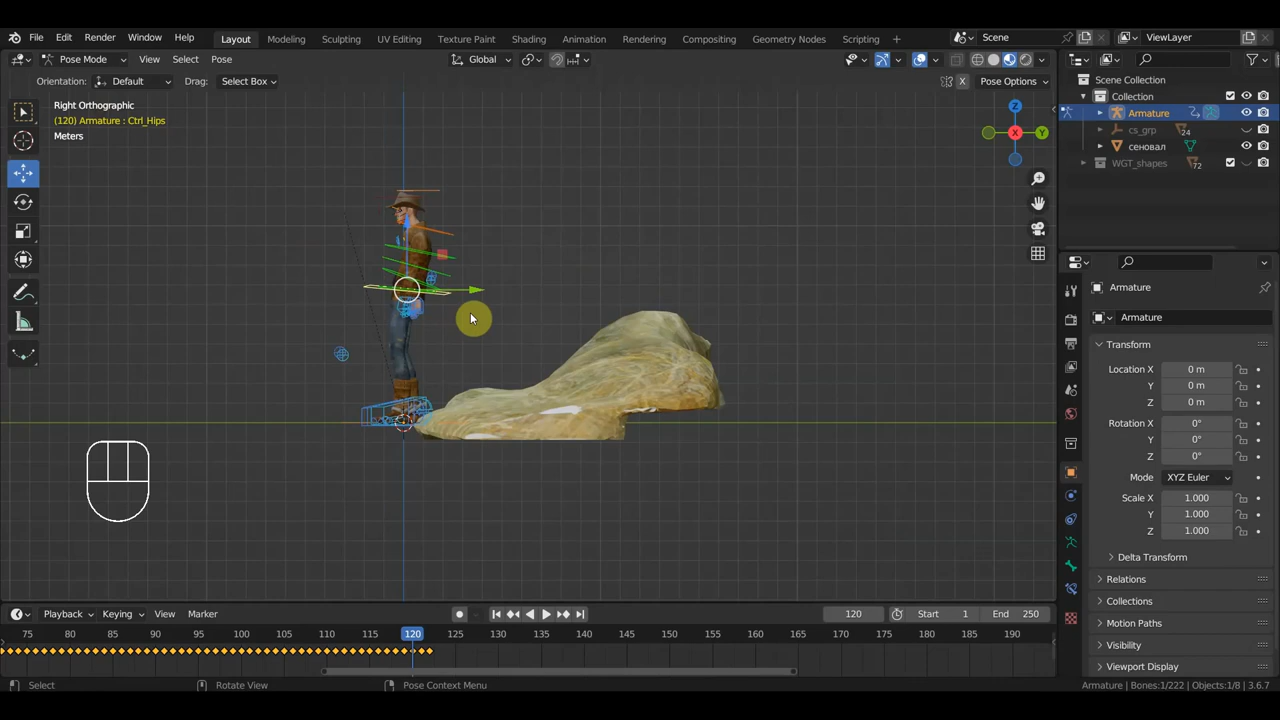 File Edit Render Window Help Layout Modeling Sculpting UV Editing Texture Paint Shading Animation Rendering Compositing Geometry Nodes Scripting Scene ViewLayer
Pose Mode View Select Pose Global
Orientation: Default Drag: Select Box X Pose Options
Right Orthographic
(120) Armature : Ctrl_Hips
Meters
Z
X
Y
Scene Collection
Collection
Armature
cs_grp 24
сеновал
WGT_shapes 72
Armature
Armature
Transform
Location X 0 m
Y 0 m
Z 0 m
Rotation X 0°
Y 0°
Z 0°
Mode XYZ Euler
Scale X 1.000
Y 1.000
Z 1.000
Delta Transform
Relations
Collections
Motion Paths
Visibility
Viewport Display
Playback Keying View Marker 120 Start 1 End 250
75 80 85 90 95 100 105 110 115 120 125 130 135 140 145 150 155 160 165 170 175 180 185 190
Select Rotate View Pose Context Menu Armature | Bones:1/222 | Objects:1/8 | 3.6.7